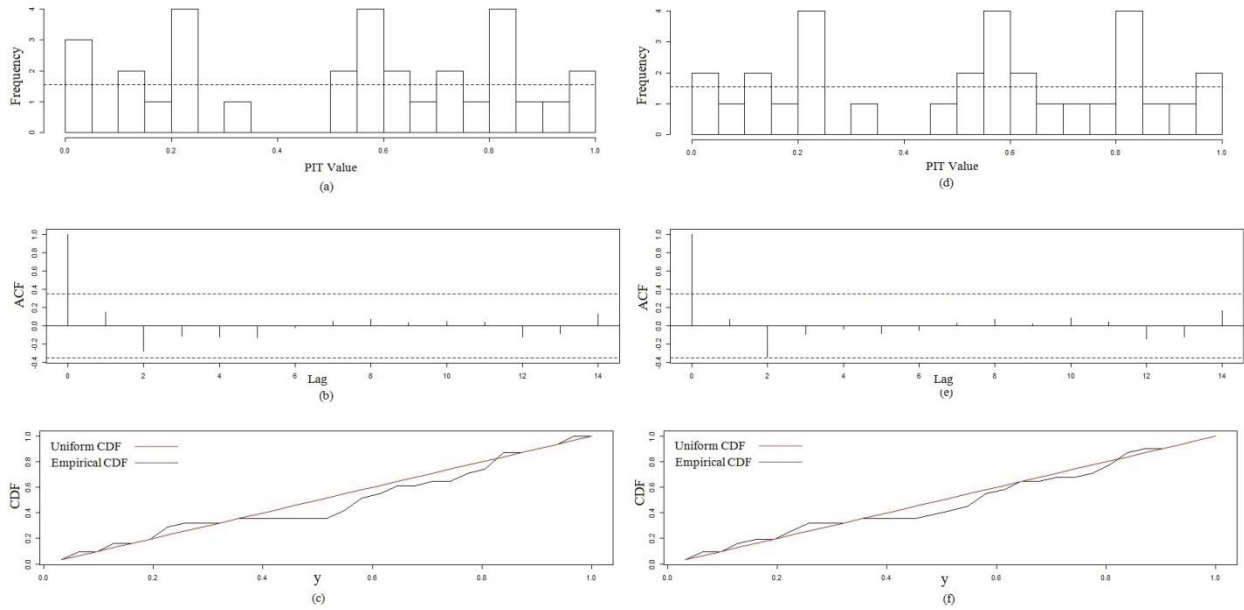 Frequency
0 1 2 3 4
0.0 0.2 0.4 0.6 0.8 1.0
PIT Value
(a)
Frequency
0 1 2 3 4
0.0 0.2 0.4 0.6 0.8 1.0
PIT Value
(d)
ACF
-0.4 -0.2 0.0 0.2 0.4 0.6 0.8 1.0
0 2 4 6 8 10 12 14
Lag
(b)
ACF
-0.4 -0.2 0.0 0.2 0.4 0.6 0.8 1.0
0 2 4 6 8 10 12 14
Lag
(e)
Uniform CDF
Empirical CDF
CDF
0.0 0.2 0.4 0.6 0.8 1.0
0.0 0.2 0.4 0.6 0.8 1.0
y
(c)
Uniform CDF
Empirical CDF
CDF
0.0 0.2 0.4 0.6 0.8 1.0
0.0 0.2 0.4 0.6 0.8 1.0
y
(f)